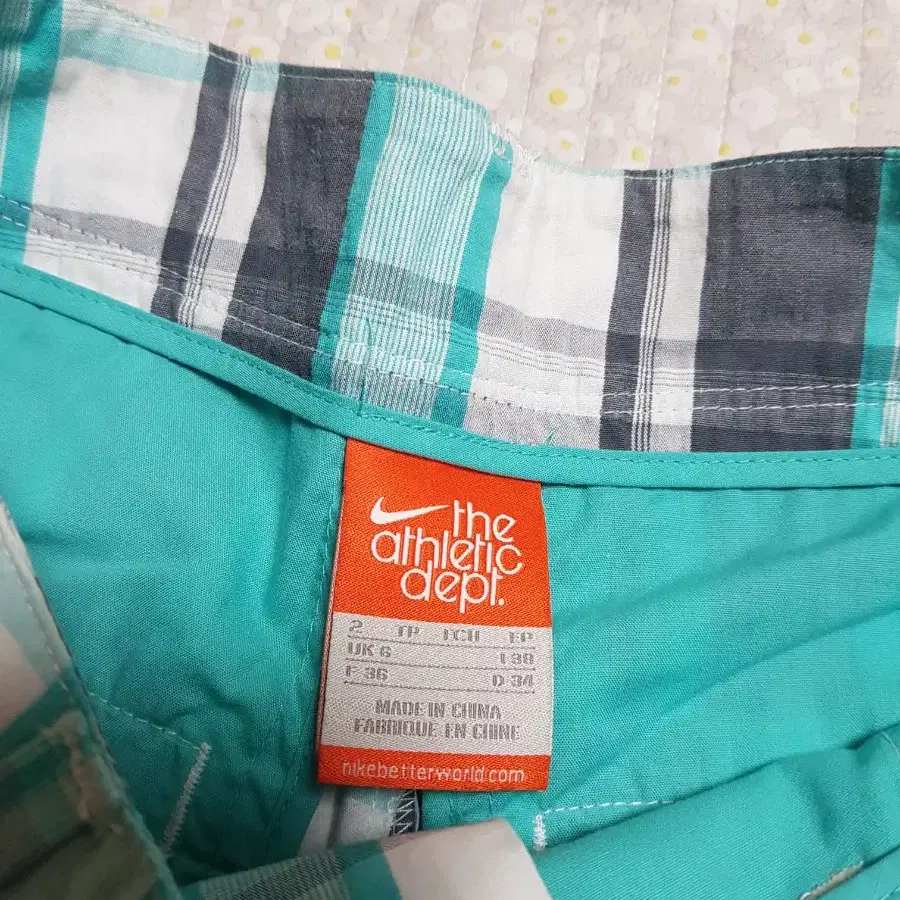 the
athletic
dept.
2 TP FCH EP
UK 6 I 38
F 36 D 34
MADE IN CHINA
FABRIQUE EN CHINE
nikebetterworld.com